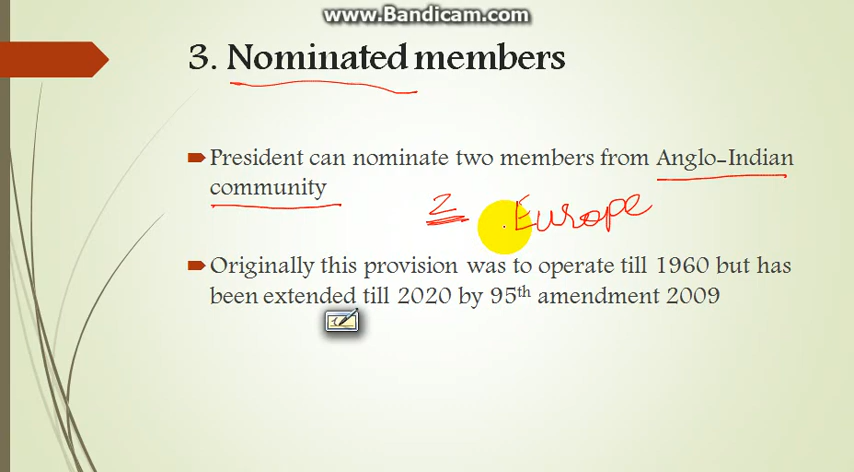 www.Bandicam.com
3. Nominated members
President can nominate two members from Anglo-Indian
community
2 Europe
Originally this provision was to operate till 1960 but has
been extended till 2020 by 95th amendment 2009